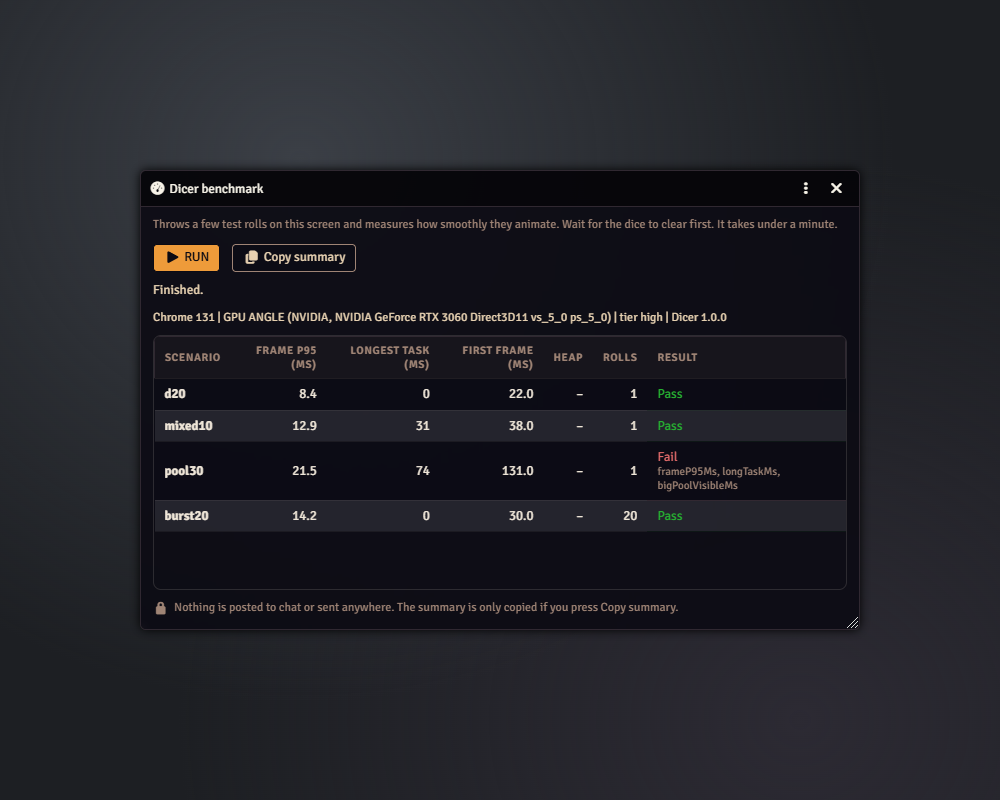 Dicer benchmark
Throws a few test rolls on this screen and measures how smoothly they animate. Wait for the dice to clear first. It takes under a minute.
RUN Copy summary
Finished.
Chrome 131 | GPU ANGLE (NVIDIA, NVIDIA GeForce RTX 3060 Direct3D11 vs_5_0 ps_5_0) | tier high | Dicer 1.0.0
SCENARIO FRAME P95 (MS) LONGEST TASK (MS) FIRST FRAME (MS) HEAP ROLLS RESULT
d20 8.4 0 22.0 – 1 Pass
mixed10 12.9 31 38.0 – 1 Pass
pool30 21.5 74 131.0 – 1 Fail
frameP95Ms, longTaskMs,
bigPoolVisibleMs
burst20 14.2 0 30.0 – 20 Pass
Nothing is posted to chat or sent anywhere. The summary is only copied if you press Copy summary.